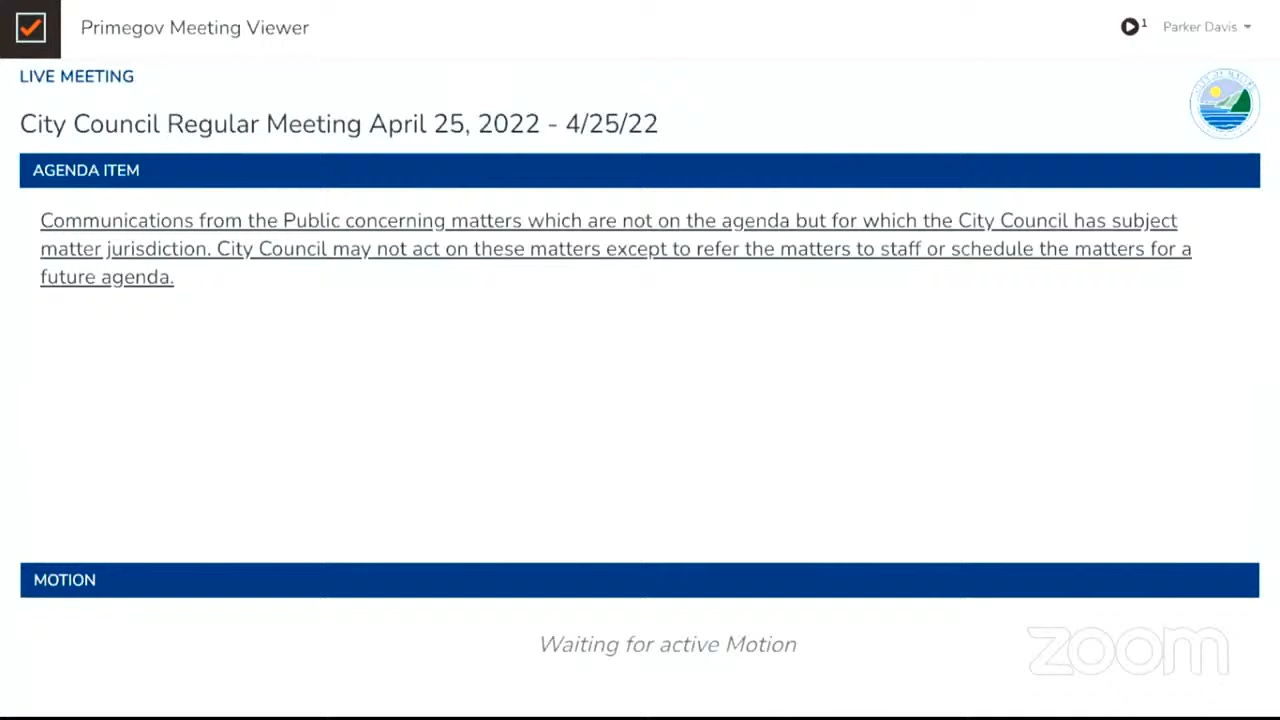 Primegov Meeting Viewer
1
Parker Davis
LIVE MEETING
City Council Regular Meeting April 25, 2022 - 4/25/22
AGENDA ITEM
Communications from the Public concerning matters which are not on the agenda but for which the City Council has subject
matter jurisdiction. City Council may not act on these matters except to refer the matters to staff or schedule the matters for a
future agenda.
MOTION
Waiting for active Motion
zoom